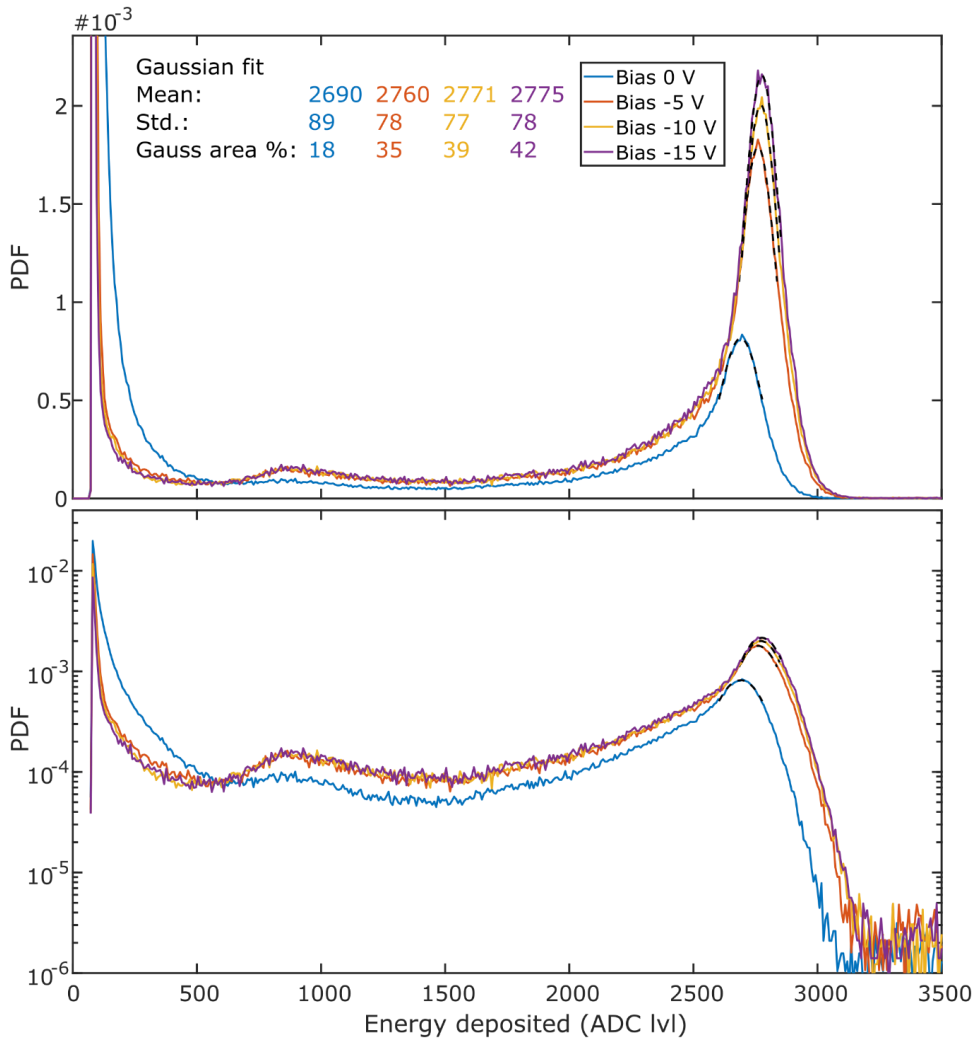 #10^-3
Gaussian fit
Mean: 2690 2760 2771 2775
Std.: 89 78 77 78
Gauss area %: 18 35 39 42
Bias 0 V
Bias -5 V
Bias -10 V
Bias -15 V
2
1.5
1
0.5
0
PDF
10^-2
10^-3
10^-4
10^-5
10^-6
PDF
0 500 1000 1500 2000 2500 3000 3500
Energy deposited (ADC lvl)